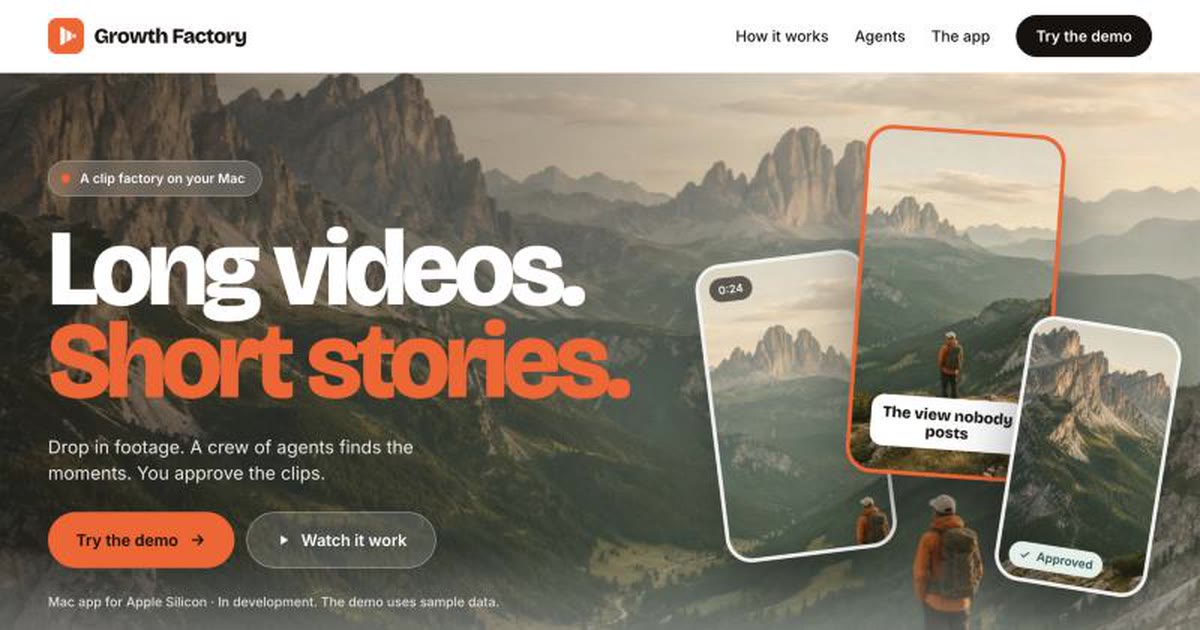 Growth Factory
How it works
Agents
The app
Try the demo
A clip factory on your Mac
Long videos.
Short stories.
Drop in footage. A crew of agents finds the
moments. You approve the clips.
Try the demo →
Watch it work
Mac app for Apple Silicon · In development. The demo uses sample data.
0:24
The view nobody
posts
✓ Approved